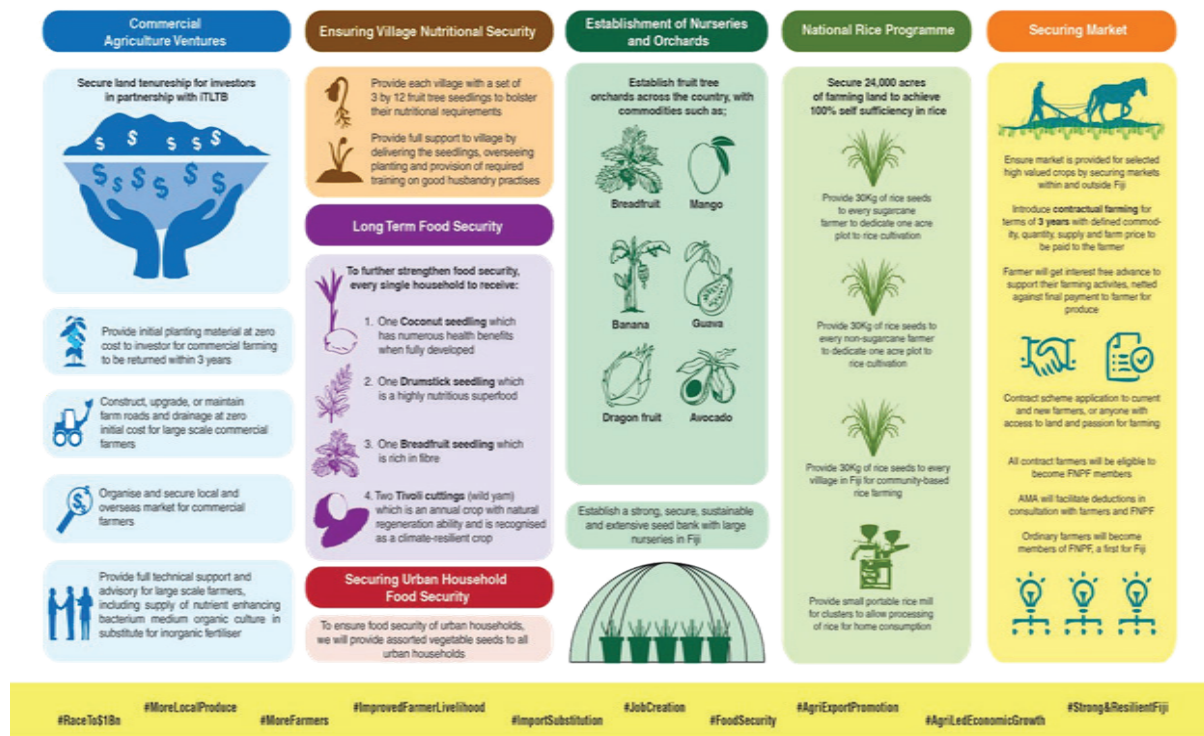 Commercial
Agriculture Ventures
Secure land tenureship for investors
in partnership with iTLTB
$ $ $ $ $
$ $ $ $ $ $
Provide initial planting material at zero
cost to investor for commercial farming
to be returned within 3 years
Construct, upgrade, or maintain
farm roads and drainage at zero
initial cost for large scale commercial
farmers
Organise and secure local and
overseas market for commercial
farmers
Provide full technical support and
advisory for large scale farmers,
including supply of nutrient enhancing
bacterium medium organic culture in
substitute for inorganic fertiliser
Ensuring Village Nutritional Security
Provide each village with a set of
3 by 12 fruit tree seedlings to bolster
their nutritional requirements
Provide full support to village by
delivering the seedlings, overseeing
planting and provision of required
training on good husbandry practises
Long Term Food Security
To further strengthen food security,
every single household to receive:
1. One Coconut seedling which
has numerous health benefits
when fully developed
2. One Drumstick seedling which
is a highly nutritious superfood
3. One Breadfruit seedling which
is rich in fibre
4. Two Tivoli cuttings (wild yam)
which is an annual crop with natural
regeneration ability and is recognised
as a climate-resilient crop
Securing Urban Household
Food Security
To ensure food security of urban households,
we will provide assorted vegetable seeds to all
urban households
Establishment of Nurseries
and Orchards
Establish fruit tree
orchards across the country, with
commodities such as;
Breadfruit
Mango
Banana
Guava
Dragon fruit
Avocado
Establish a strong, secure, sustainable
and extensive seed bank with large
nurseries in Fiji
National Rice Programme
Secure 24,000 acres
of farming land to achieve
100% self sufficiency in rice
Provide 30Kg of rice seeds
to every sugarcane
farmer to dedicate one acre
plot to rice cultivation
Provide 30Kg of rice seeds to
every non-sugarcane farmer
to dedicate one acre plot to
rice cultivation
Provide 30Kg of rice seeds to every
village in Fiji for community-based
rice farming
Provide small portable rice mill
for clusters to allow processing
of rice for home consumption
Securing Market
Ensure market is provided for selected
high valued crops by securing markets
within and outside Fiji
Introduce contractual farming for
terms of 3 years with defined commod-
ity, quantity, supply and farm price to
be paid to the farmer
Farmer will get interest free advance to
support their farming activites, netted
against final payment to farmer for
produce
Contract scheme application to current
and new farmers, or anyone with
access to land and passion for farming
All contract farmers will be eligible to
become FNPF members
AMA will facilitate deductions in
consultation with farmers and FNPF
Ordinary farmers will become
members of FNPF, a first for Fiji
#RaceTo$1Bn
#MoreLocalProduce
#MoreFarmers
#ImprovedFarmerLivelihood
#ImportSubstitution
#JobCreation
#FoodSecurity
#AgriExportPromotion
#AgriLedEconomicGrowth
#Strong&ResilientFiji